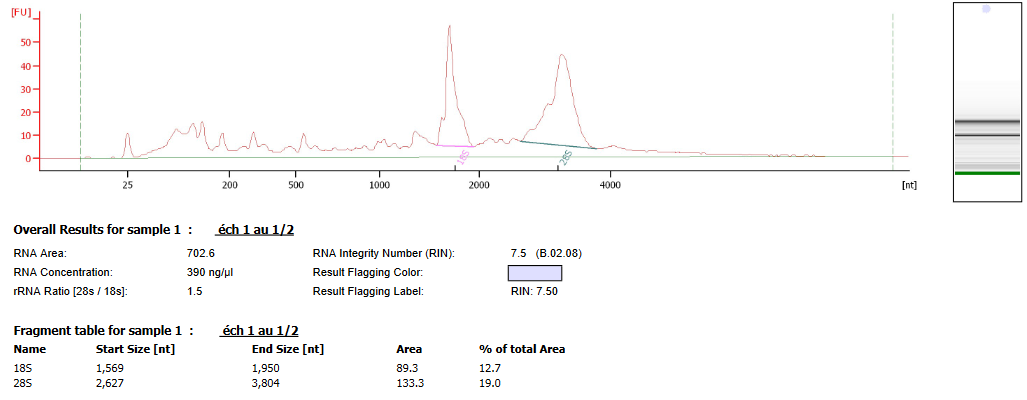 [FU]
50
40
30
20
10
0
18S
28S
25 200 500 1000 2000 4000 [nt]
Overall Results for sample 1 : éch 1 au 1/2
RNA Area: 702.6 RNA Integrity Number (RIN): 7.5 (B.02.08)
RNA Concentration: 390 ng/µl Result Flagging Color:
rRNA Ratio [28s / 18s]: 1.5 Result Flagging Label: RIN: 7.50
Fragment table for sample 1 : éch 1 au 1/2
Name Start Size [nt] End Size [nt] Area % of total Area
18S 1,569 1,950 89.3 12.7
28S 2,627 3,804 133.3 19.0